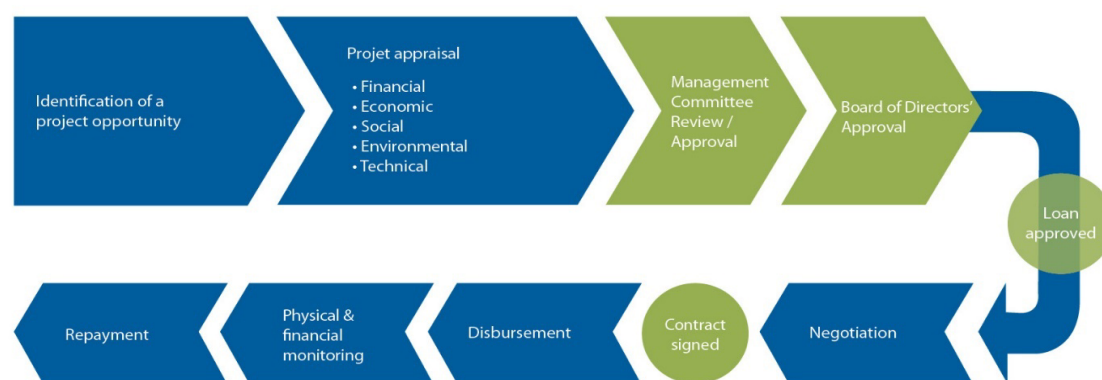 Identification of a
project opportunity
Projet appraisal
• Financial
• Economic
• Social
• Environmental
• Technical
Management
Committee
Review /
Approval
Board of Directors’
Approval
Loan
approved
Negotiation
Contract
signed
Disbursement
Physical &
financial
monitoring
Repayment